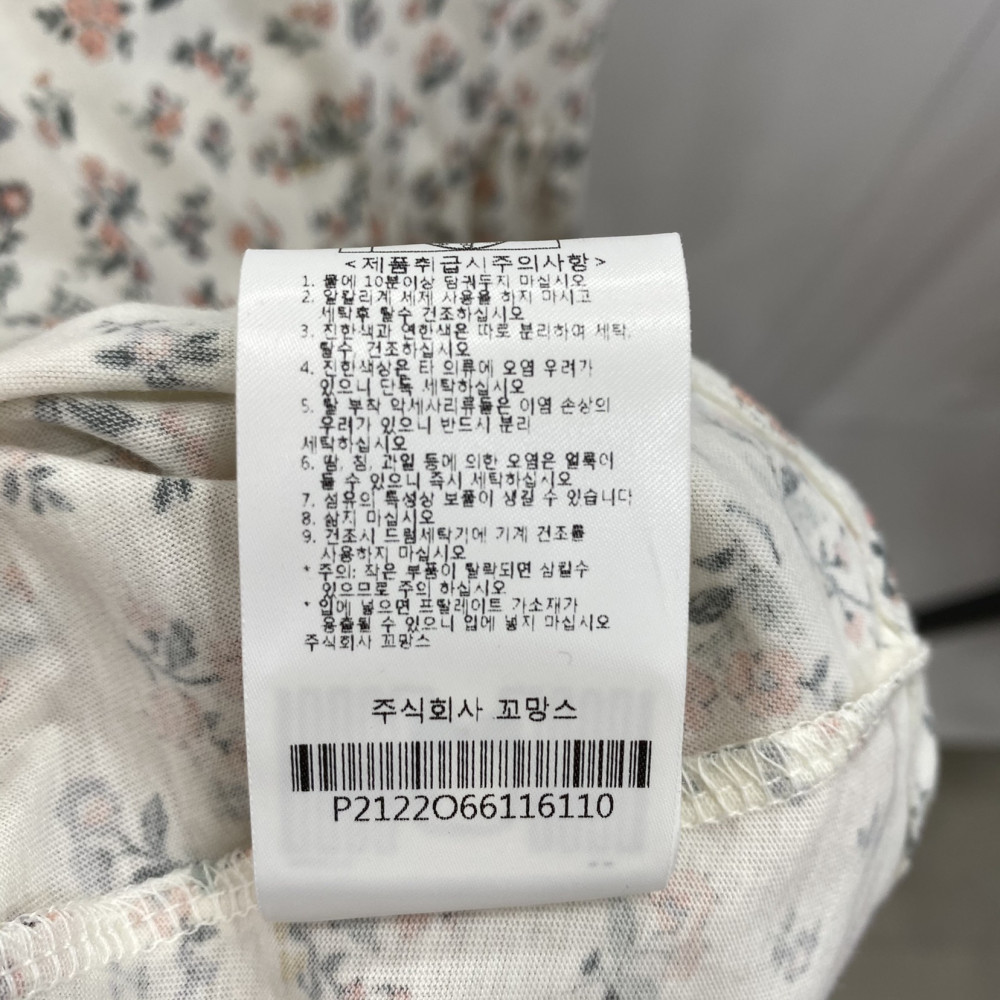 <제품취급시주의사항>
1. 물에 10분이상 담궈두지 마십시오
2. 알칼리계 세제 사용을 하지 마시고
세탁후 탈수 건조하십시오
3. 진한색과 연한색은 따로 분리하여 세탁,
탈수, 건조하십시오
4. 진한색상은 타 의류에 오염 우려가
있으니 단독 세탁하십시오
5. 탈 부착 악세사리류들은 이염 손상의
우려가 있으니 반드시 분리
세탁하십시오
6. 땀, 침, 과일 등에 의한 오염은 얼룩이
될 수 있으니 즉시 세탁하십시오
7. 섬유의 특성상 보풀이 생길 수 있습니다
8. 삶지 마십시오
9. 건조시 드럼세탁기에 기계 건조를
사용하지 마십시오
* 주의: 작은 부품이 탈락되면 삼킬수
있으므로 주의 하십시오
* 입에 넣으면 프탈레이트 가소재가
용출될 수 있으니 입에 넣지 마십시오
주식회사 꼬망스
주식회사 꼬망스
P2122O66116110